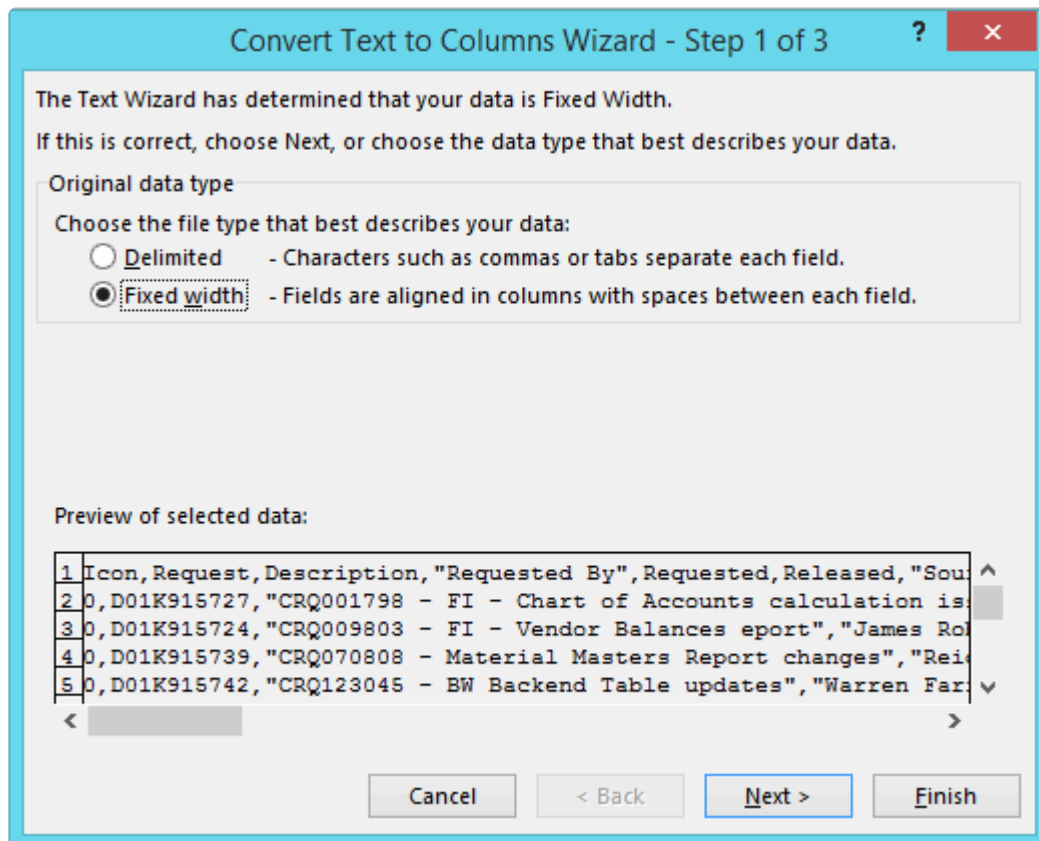 Convert Text to Columns Wizard - Step 1 of 3 ? ×
The Text Wizard has determined that your data is Fixed Width.
If this is correct, choose Next, or choose the data type that best describes your data.
Original data type
Choose the file type that best describes your data:
Delimited - Characters such as commas or tabs separate each field.
Fixed width - Fields are aligned in columns with spaces between each field.
Preview of selected data:
1 Icon,Request,Description,"Requested By",Requested,Released,"Sou
2 0,D01K915727,"CRQ001798 - FI - Chart of Accounts calculation is
3 0,D01K915724,"CRQ009803 - FI - Vendor Balances eport","James Ro
4 0,D01K915739,"CRQ070808 - Material Masters Report changes","Rei
5 0,D01K915742,"CRQ123045 - BW Backend Table updates","Warren Far
Cancel < Back Next > Finish